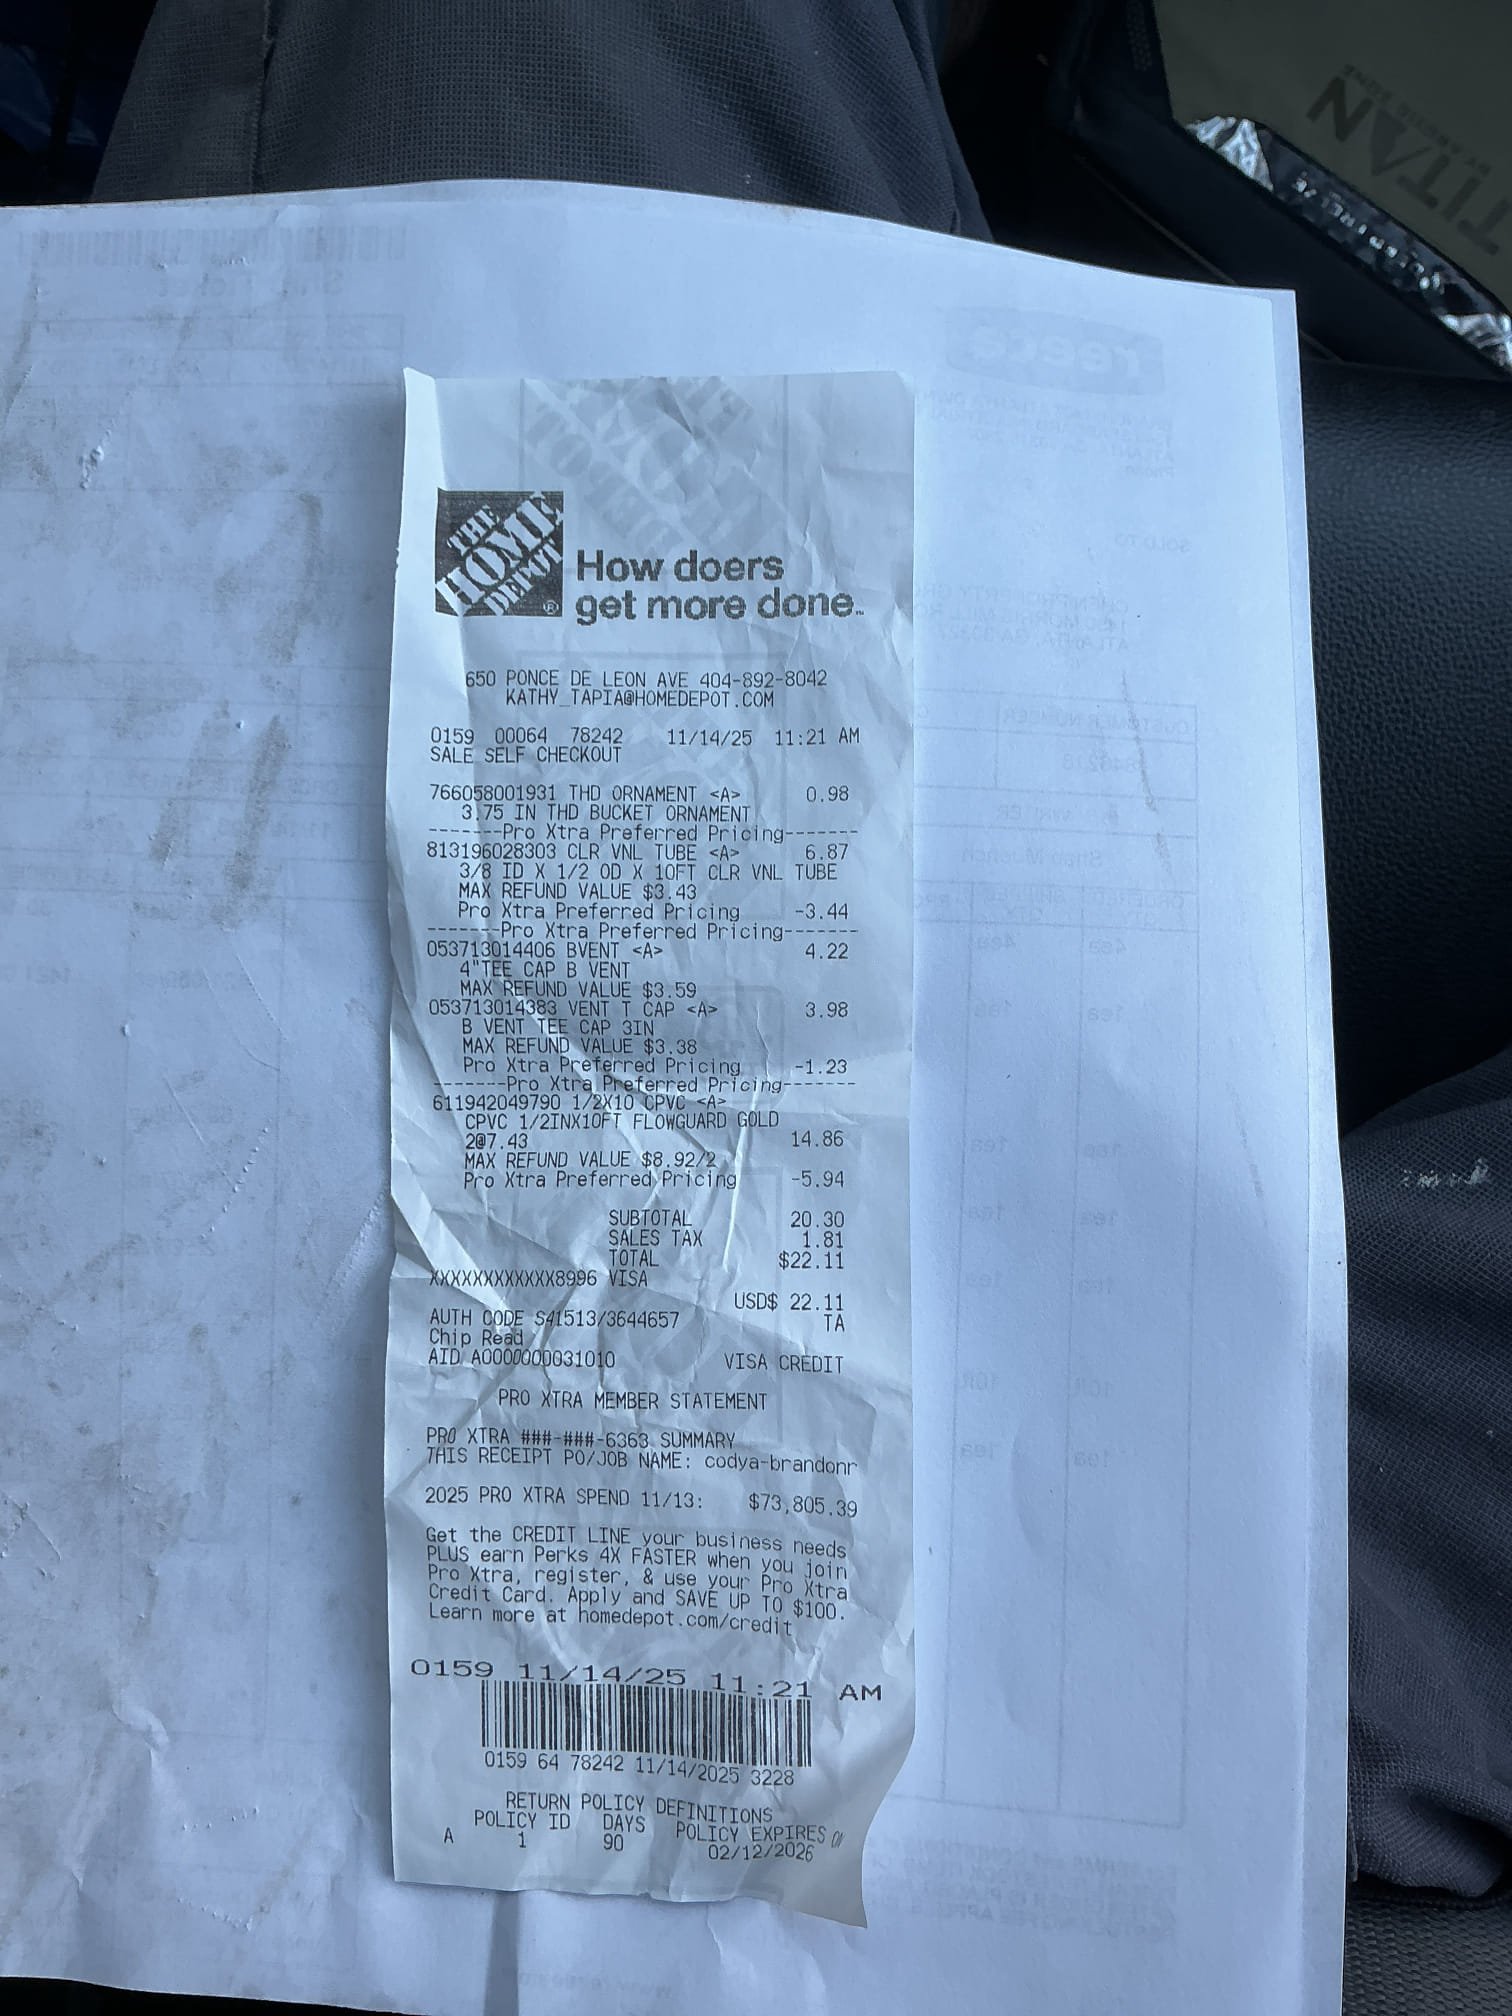 TITAN
THE
HOME
DEPOT
®
How doers
get more done™
650 PONCE DE LEON AVE 404-892-8042
KATHY_TAPIA@HOMEDEPOT.COM
0159 00064 78242 11/14/25 11:21 AM
SALE SELF CHECKOUT
766058001931 THD ORNAMENT <A> 0.98
3.75 IN THD BUCKET ORNAMENT
-------Pro Xtra Preferred Pricing-------
813196028303 CLR VNL TUBE <A> 6.87
3/8 ID X 1/2 OD X 10FT CLR VNL TUBE
MAX REFUND VALUE $3.43
Pro Xtra Preferred Pricing -3.44
-------Pro Xtra Preferred Pricing-------
053713014406 BVENT <A> 4.22
4"TEE CAP B VENT
MAX REFUND VALUE $3.59
053713014383 VENT T CAP <A> 3.98
B VENT TEE CAP 3IN
MAX REFUND VALUE $3.38
Pro Xtra Preferred Pricing -1.23
-------Pro Xtra Preferred Pricing-------
611942049790 1/2X10 CPVC <A>
CPVC 1/2INX10FT FLOWGUARD GOLD
2@7.43 14.86
MAX REFUND VALUE $8.92/2
Pro Xtra Preferred Pricing -5.94
SUBTOTAL 20.30
SALES TAX 1.81
TOTAL $22.11
XXXXXXXXXXXX8996 VISA
USD$ 22.11
AUTH CODE S41513/3644657 TA
Chip Read
AID A0000000031010 VISA CREDIT
PRO XTRA MEMBER STATEMENT
PRO XTRA ###-###-6363 SUMMARY
THIS RECEIPT PO/JOB NAME: codya-brandonr
2025 PRO XTRA SPEND 11/13: $73,805.39
Get the CREDIT LINE your business needs
PLUS earn Perks 4X FASTER when you join
Pro Xtra, register, & use your Pro Xtra
Credit Card. Apply and SAVE UP TO $100.
Learn more at homedepot.com/credit
0159 11/14/25 11:21 AM
0159 64 78242 11/14/2025 3228
RETURN POLICY DEFINITIONS
POLICY ID DAYS POLICY EXPIRES ON
A 1 90 02/12/2026
reece
SOLD TO
CUSTOMER NUMBER